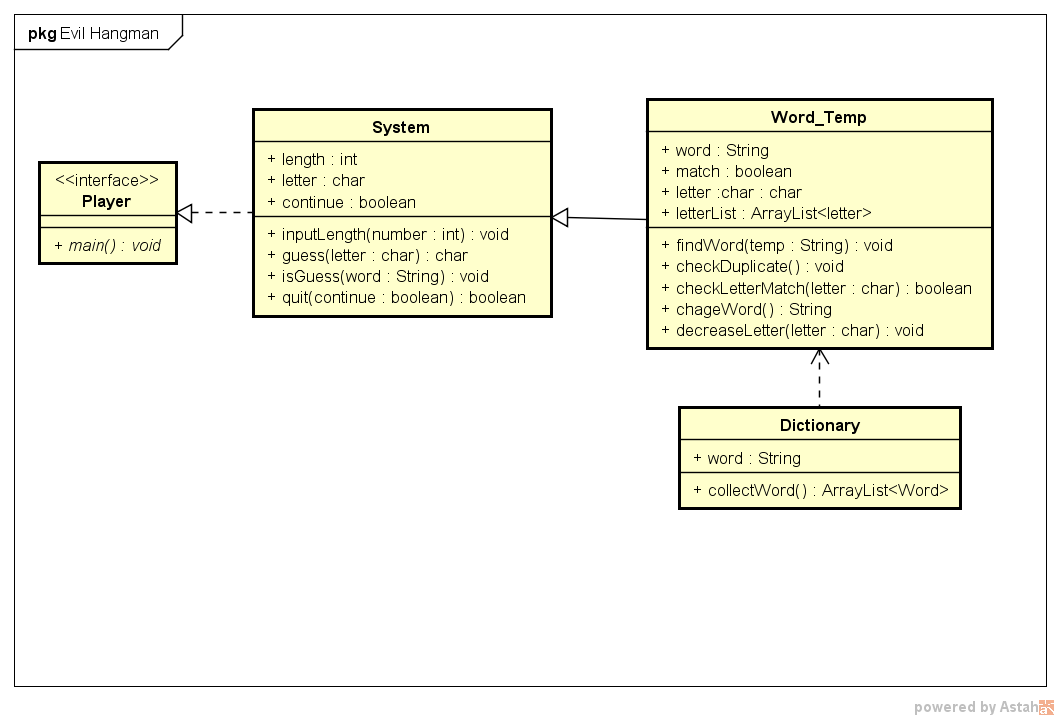 pkg Evil Hangman
<<interface>>
Player
+ main() : void
System
+ length : int
+ letter : char
+ continue : boolean
+ inputLength(number : int) : void
+ guess(letter : char) : char
+ isGuess(word : String) : void
+ quit(continue : boolean) : boolean
Word_Temp
+ word : String
+ match : boolean
+ letter :char : char
+ letterList : ArrayList<letter>
+ findWord(temp : String) : void
+ checkDuplicate() : void
+ checkLetterMatch(letter : char) : boolean
+ chageWord() : String
+ decreaseLetter(letter : char) : void
Dictionary
+ word : String
+ collectWord() : ArrayList<Word>
powered by Astah